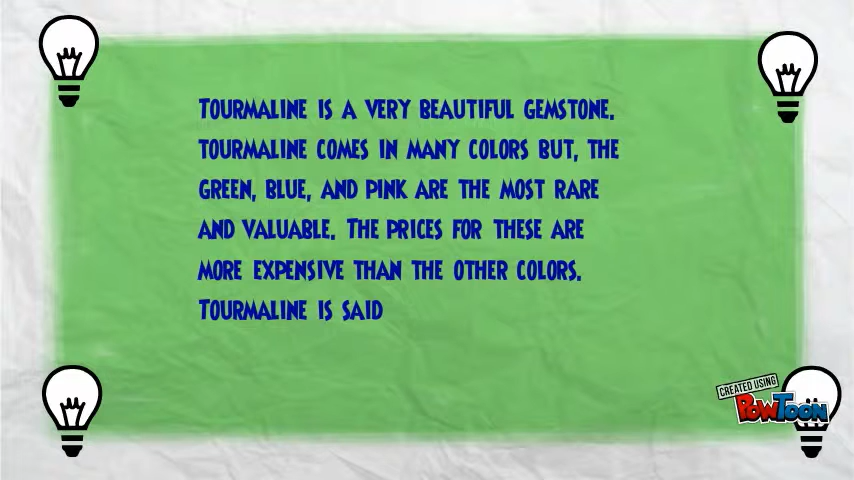 Tourmaline is a very beautiful gemstone.
tourmaline comes in many colors but, the
green, blue, and pink are the most rare
and valuable. The prices for these are
more expensive than the other colors.
Tourmaline is said
CREATED USING
PowToon